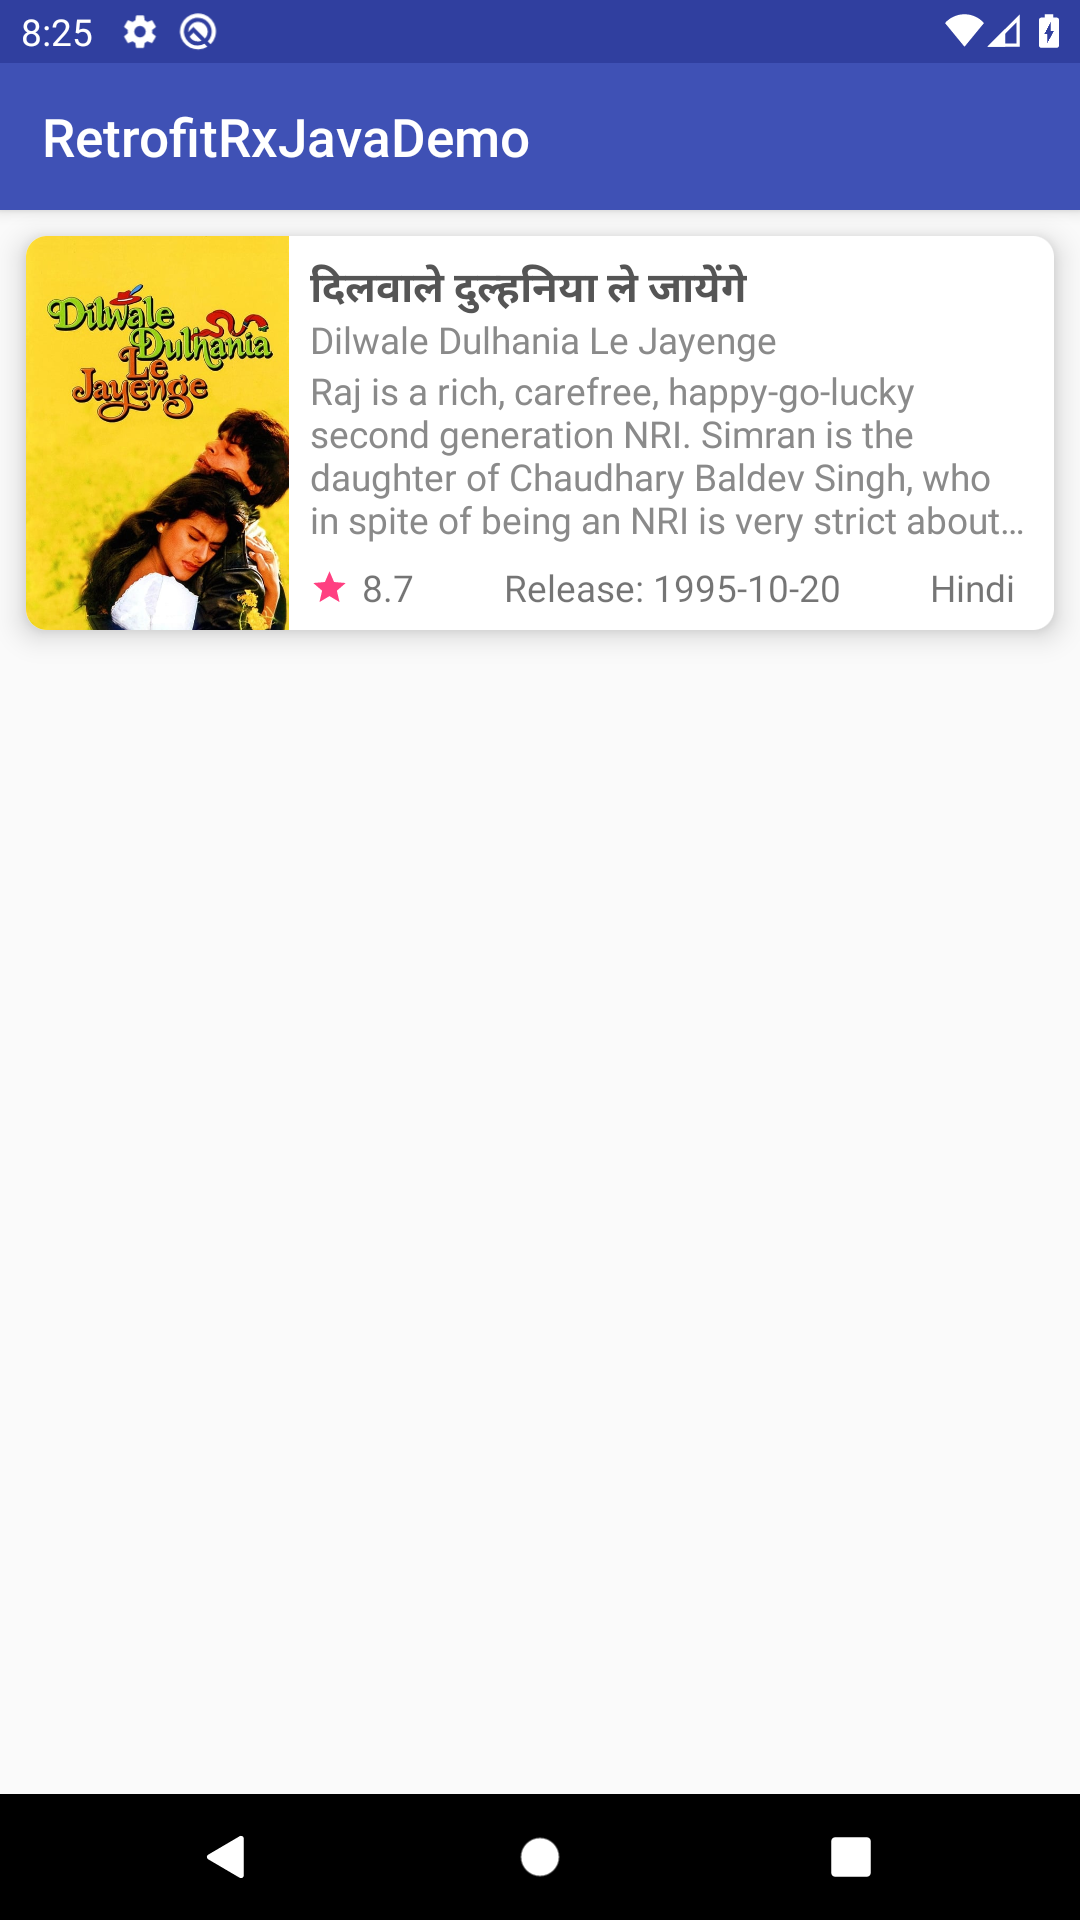 8:25
RetrofitRxJavaDemo
Dilwale
Dulhania
Le
Jayenge
दिलवाले दुल्हनिया ले जायेंगे
Dilwale Dulhania Le Jayenge
Raj is a rich, carefree, happy-go-lucky
second generation NRI. Simran is the
daughter of Chaudhary Baldev Singh, who
in spite of being an NRI is very strict about…
8.7 Release: 1995-10-20 Hindi